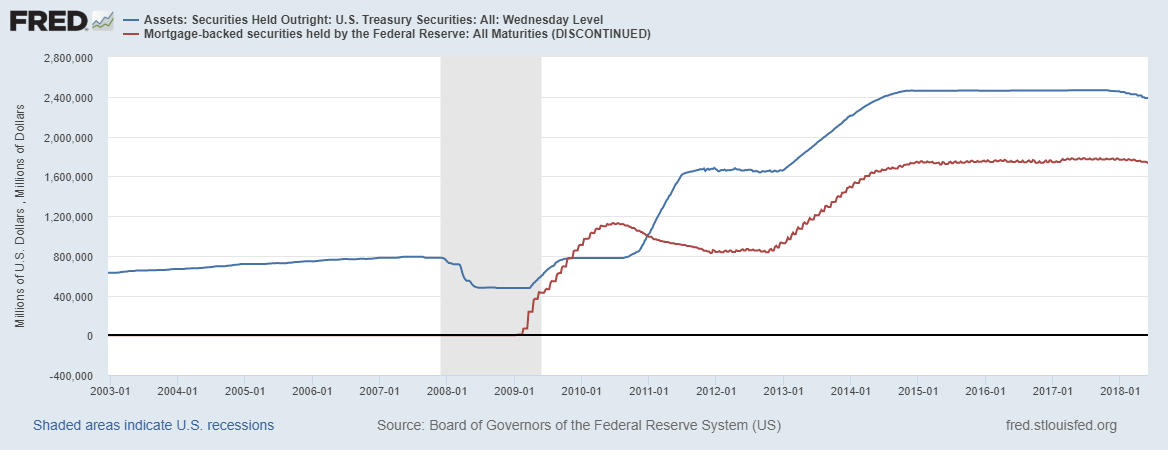 FRED
Assets: Securities Held Outright: U.S. Treasury Securities: All: Wednesday Level
Mortgage-backed securities held by the Federal Reserve: All Maturities (DISCONTINUED)
Millions of U.S. Dollars , Millions of Dollars
2,800,000
2,400,000
2,000,000
1,600,000
1,200,000
800,000
400,000
0
-400,000
2003-01 2004-01 2005-01 2006-01 2007-01 2008-01 2009-01 2010-01 2011-01 2012-01 2013-01 2014-01 2015-01 2016-01 2017-01 2018-01
Shaded areas indicate U.S. recessions Source: Board of Governors of the Federal Reserve System (US) fred.stlouisfed.org